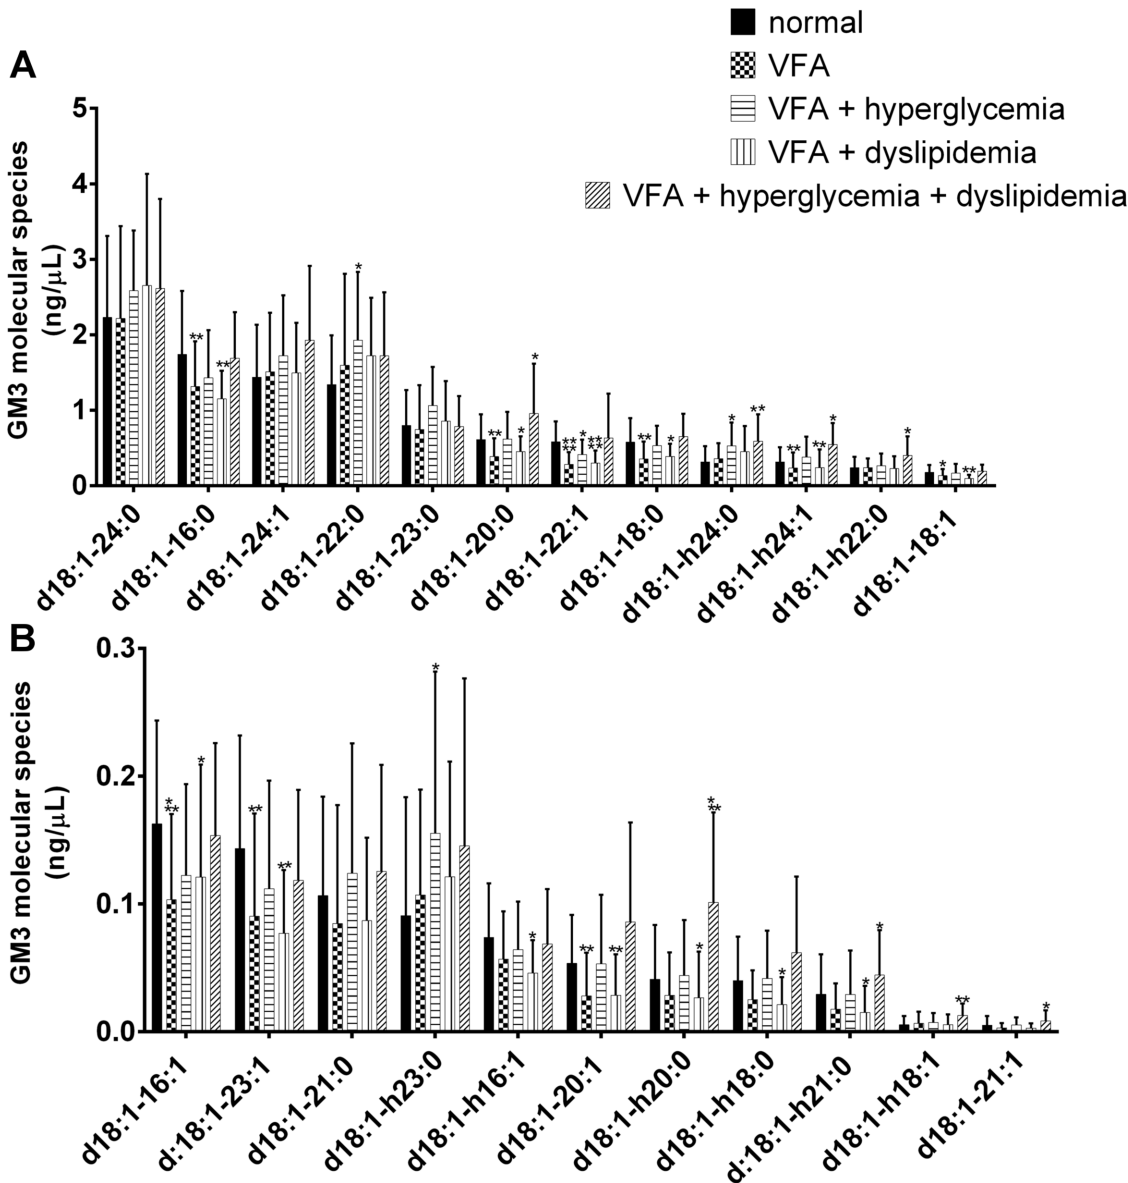 normal
VFA
VFA + hyperglycemia
VFA + dyslipidemia
VFA + hyperglycemia + dyslipidemia
A
GM3 molecular species
(ng/μL)
5
4
3
2
1
0
** ** * ** * * ** ** * ** ** ** * * ** ** ** * * * **
d18:1-24:0
d18:1-16:0
d18:1-24:1
d18:1-22:0
d18:1-23:0
d18:1-20:0
d18:1-22:1
d18:1-18:0
d18:1-h24:0
d18:1-h24:1
d18:1-h22:0
d18:1-18:1
B
GM3 molecular species
(ng/μL)
0.3
0.2
0.1
0.0
*** * ** ** * * ** ** * *** * * * ** *
d18:1-16:1
d:18:1-23:1
d18:1-21:0
d18:1-h23:0
d18:1-h16:1
d18:1-20:1
d18:1-h20:0
d18:1-h18:0
d:18:1-h21:0
d18:1-h18:1
d18:1-21:1